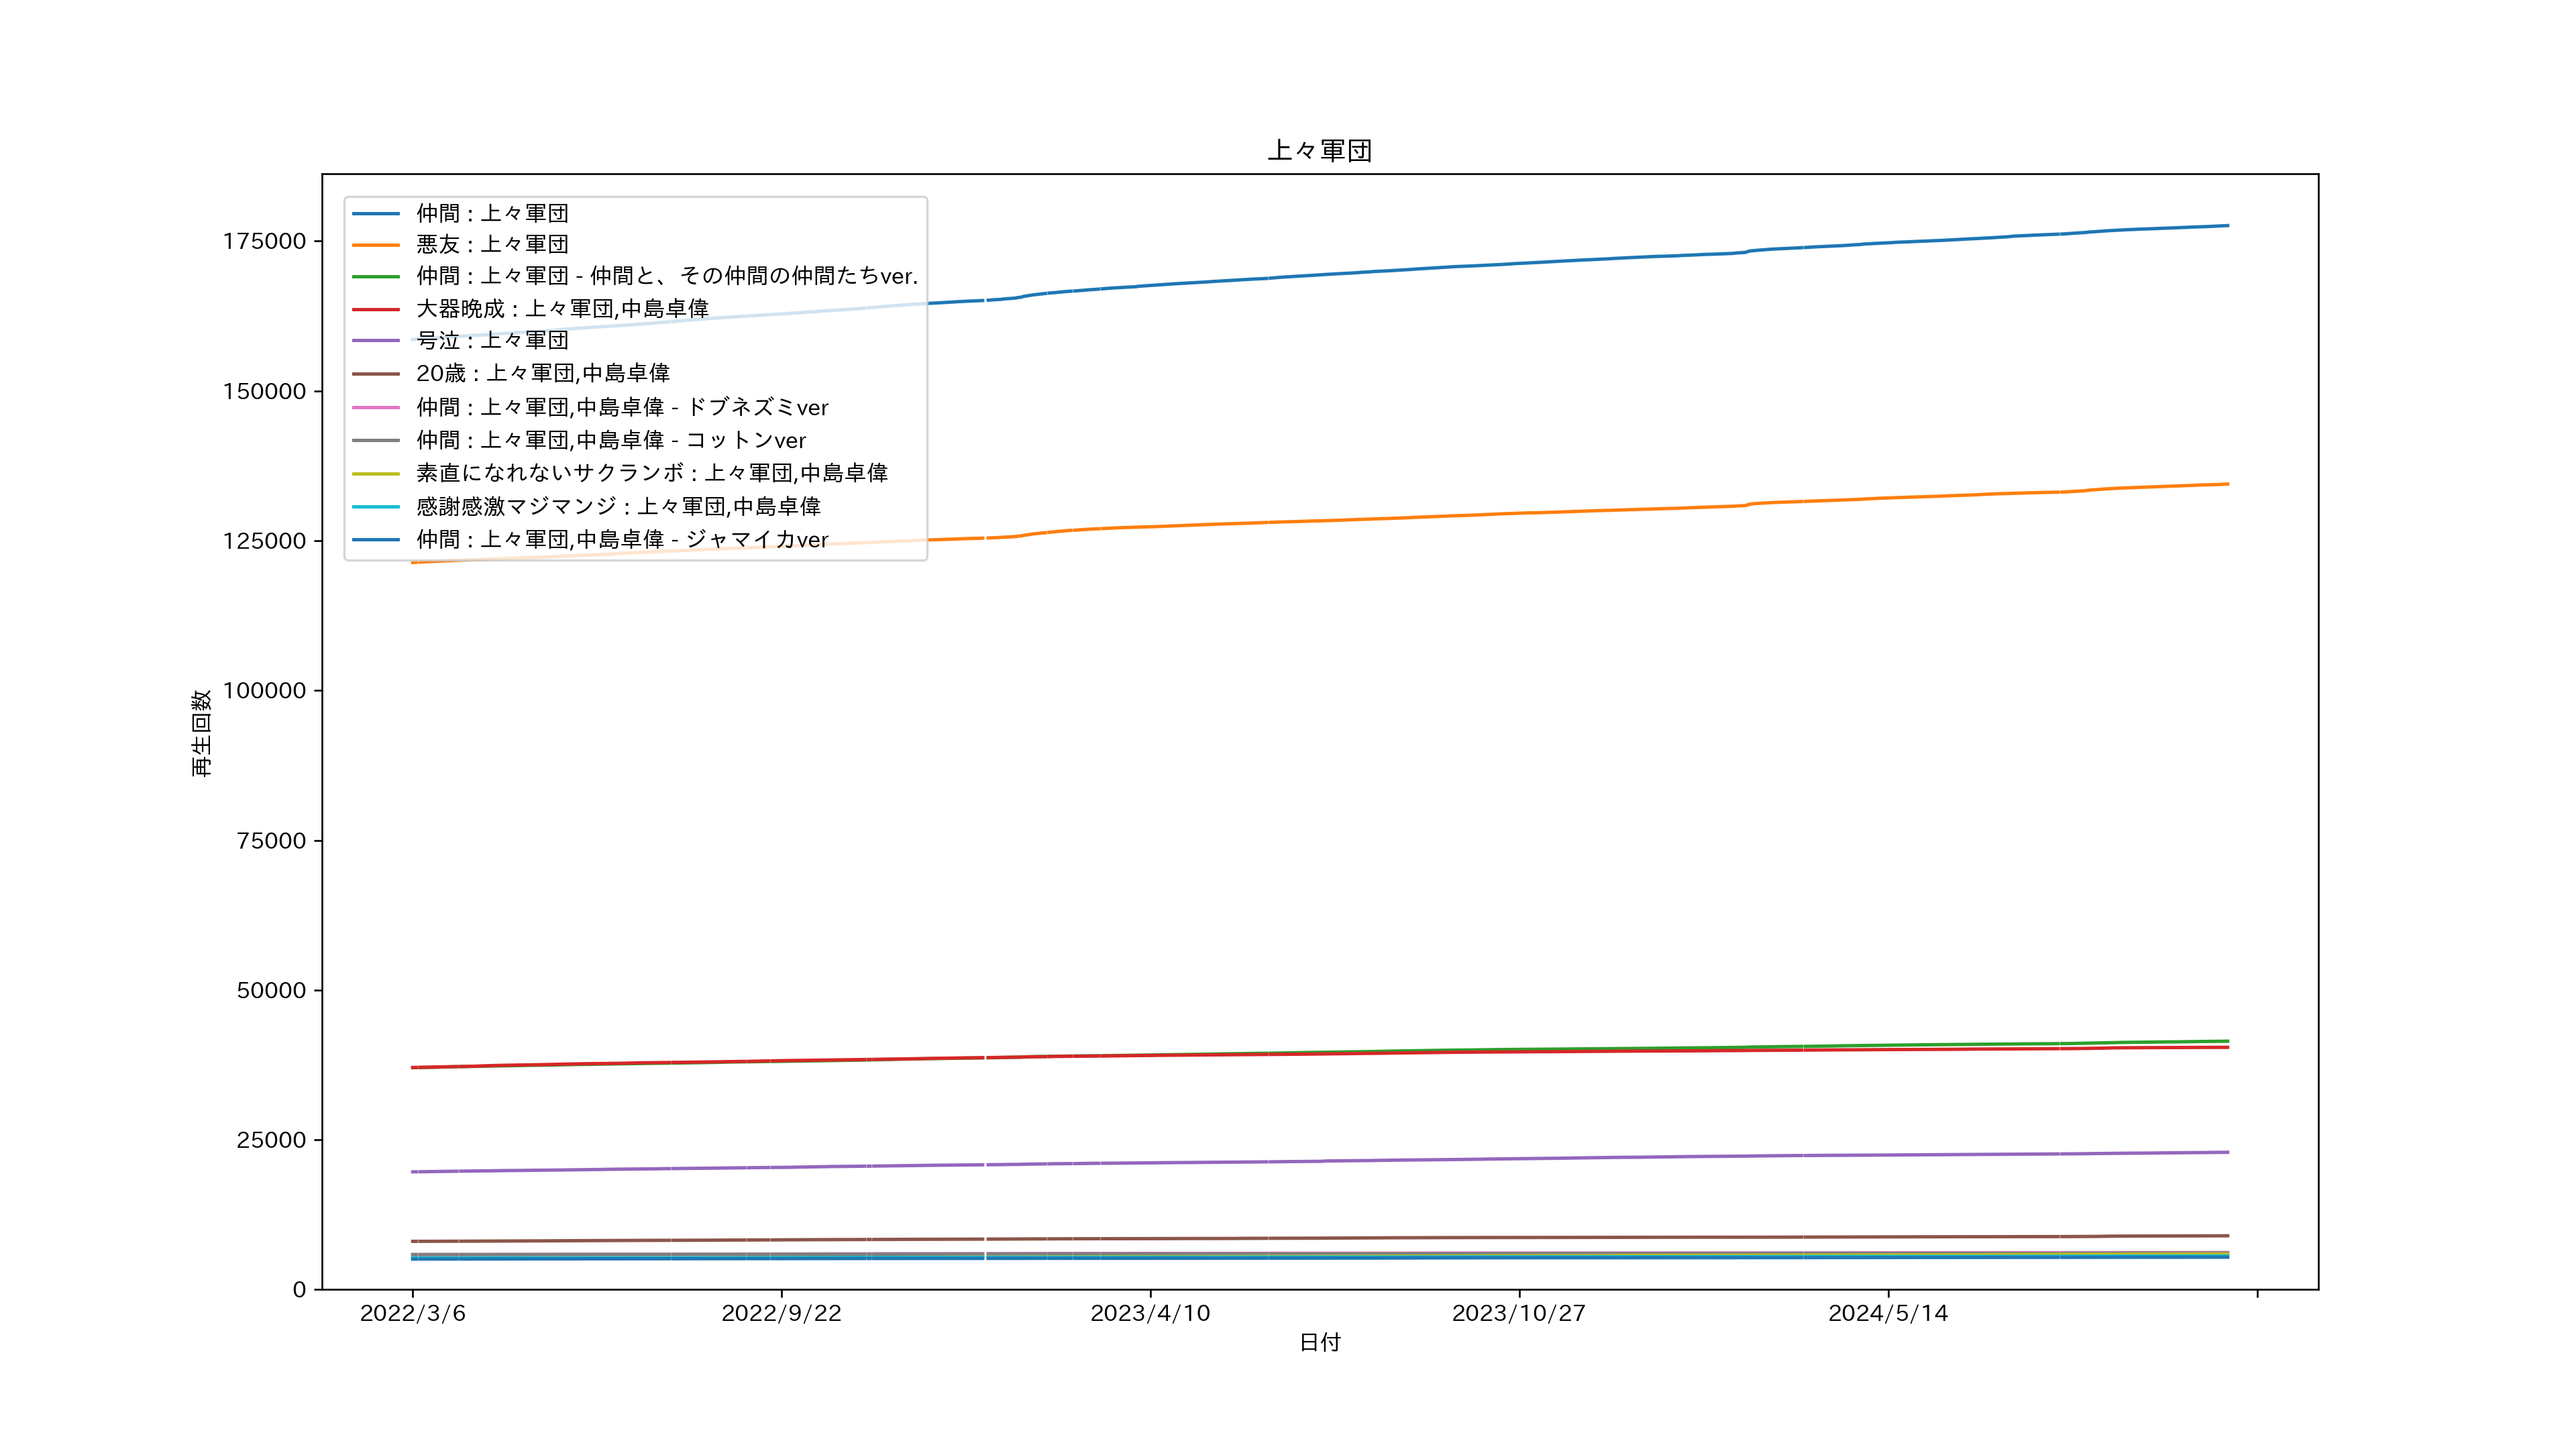 上々軍団
仲間 : 上々軍団
悪友 : 上々軍団
仲間 : 上々軍団 - 仲間と、その仲間の仲間たちver.
大器晩成 : 上々軍団,中島卓偉
号泣 : 上々軍団
20歳 : 上々軍団,中島卓偉
仲間 : 上々軍団,中島卓偉 - ドブネズミver
仲間 : 上々軍団,中島卓偉 - コットンver
素直になれないサクランボ : 上々軍団,中島卓偉
感謝感激マジマンジ : 上々軍団,中島卓偉
仲間 : 上々軍団,中島卓偉 - ジャマイカver
175000
150000
125000
100000
75000
50000
25000
0
再生回数
2022/3/6
2022/9/22
2023/4/10
2023/10/27
2024/5/14
日付